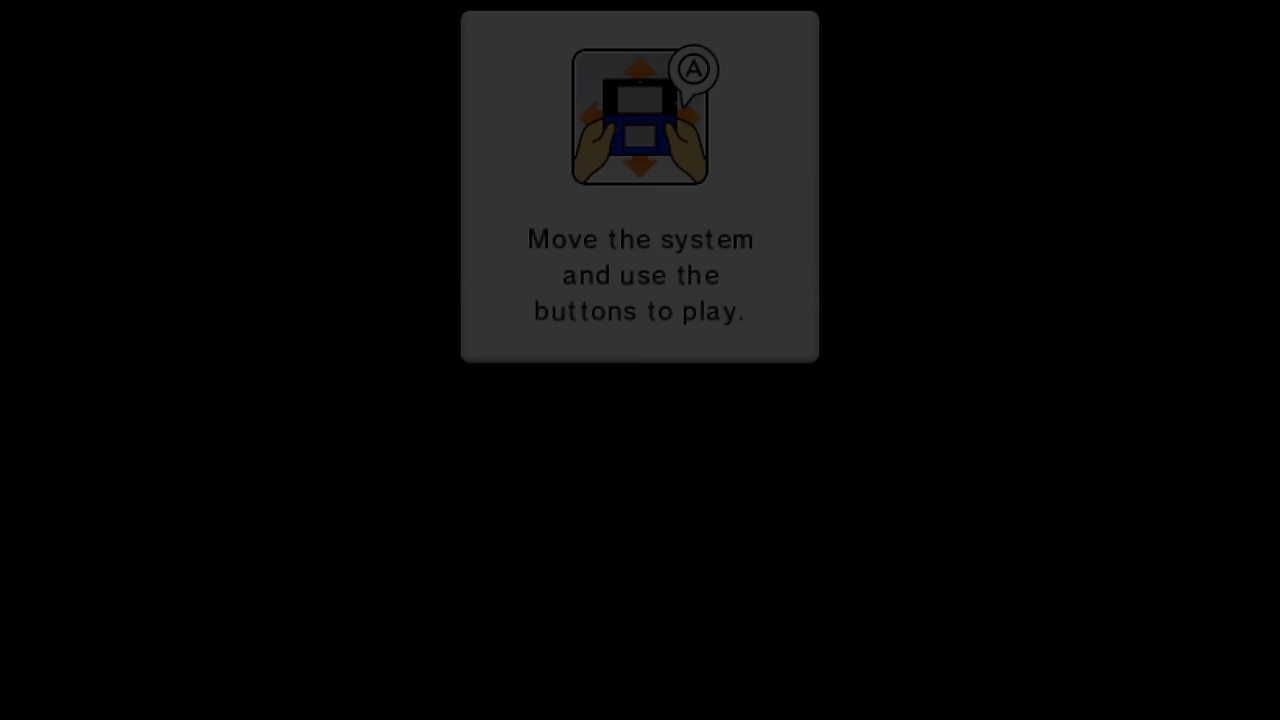 A
Move the system
and use the
buttons to play.